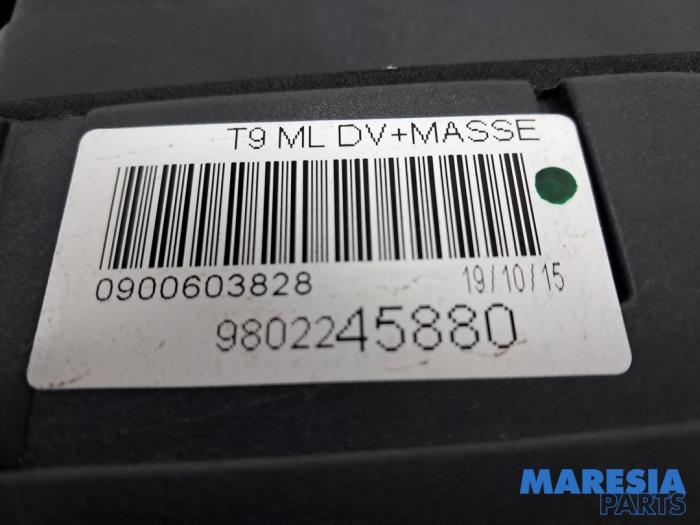 T9 ML DV+MASSE
0900603828
19/10/15
9802245880
MARESIA
PARTS